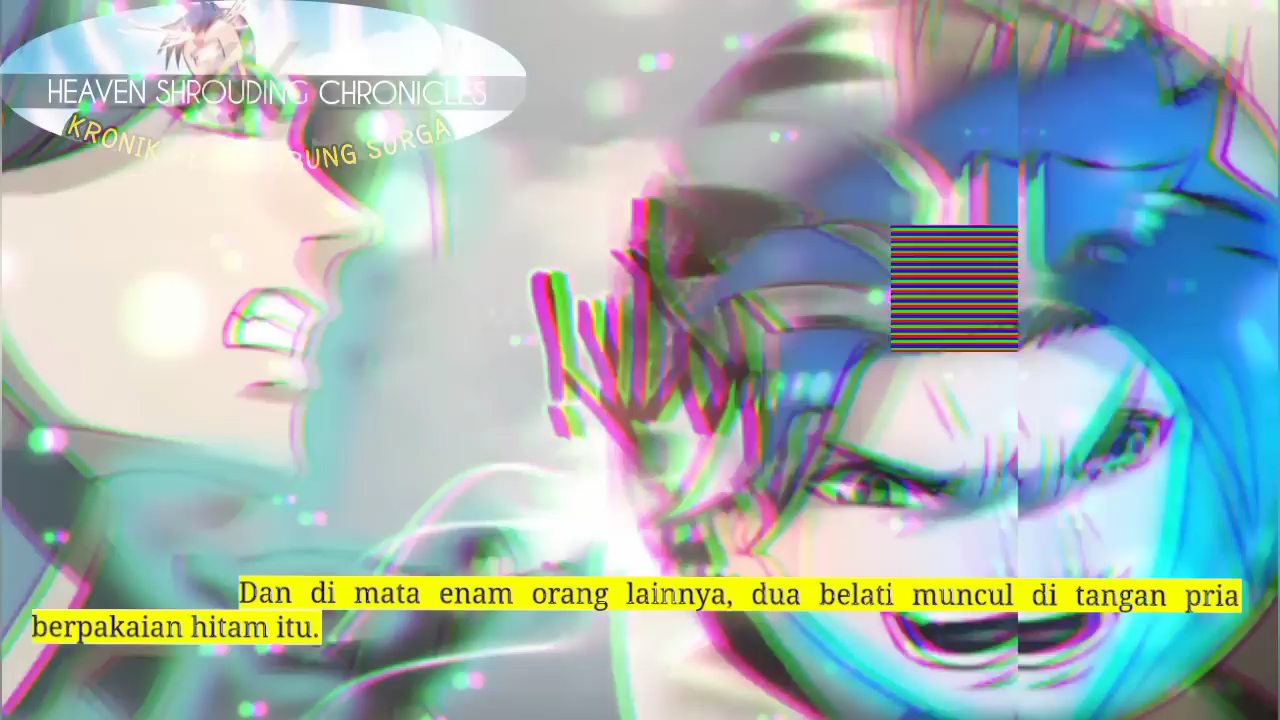 HEAVEN SHROUDING CHRONICLES
KRONIK SURGA
Dan di mata enam orang lainnya, dua belati muncul di tangan pria
berpakaian hitam itu.